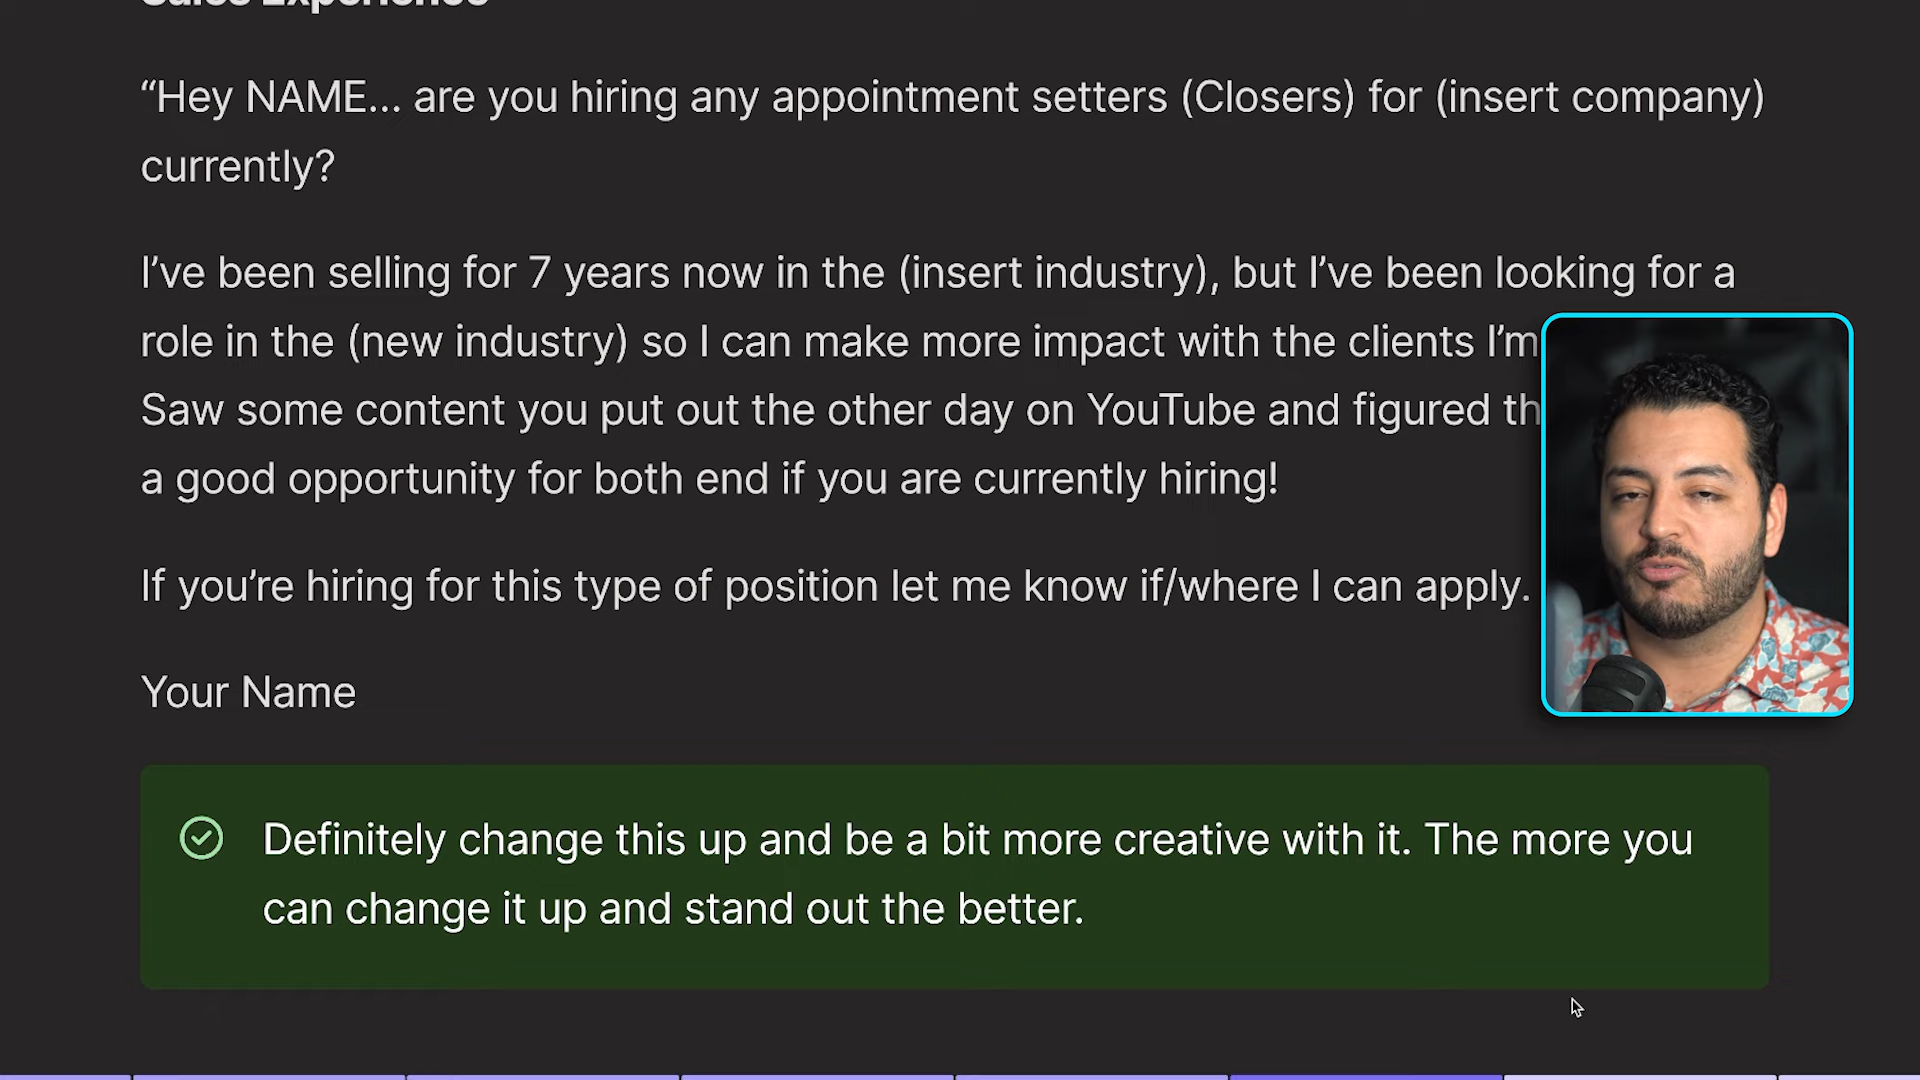 Sales Experience
“Hey NAME... are you hiring any appointment setters (Closers) for (insert company)
currently?
I’ve been selling for 7 years now in the (insert industry), but I’ve been looking for a
role in the (new industry) so I can make more impact with the clients I’m
Saw some content you put out the other day on YouTube and figured
a good opportunity for both end if you are currently hiring!
If you’re hiring for this type of position let me know if/where I can apply.
Your Name
Definitely change this up and be a bit more creative with it. The more you
can change it up and stand out the better.